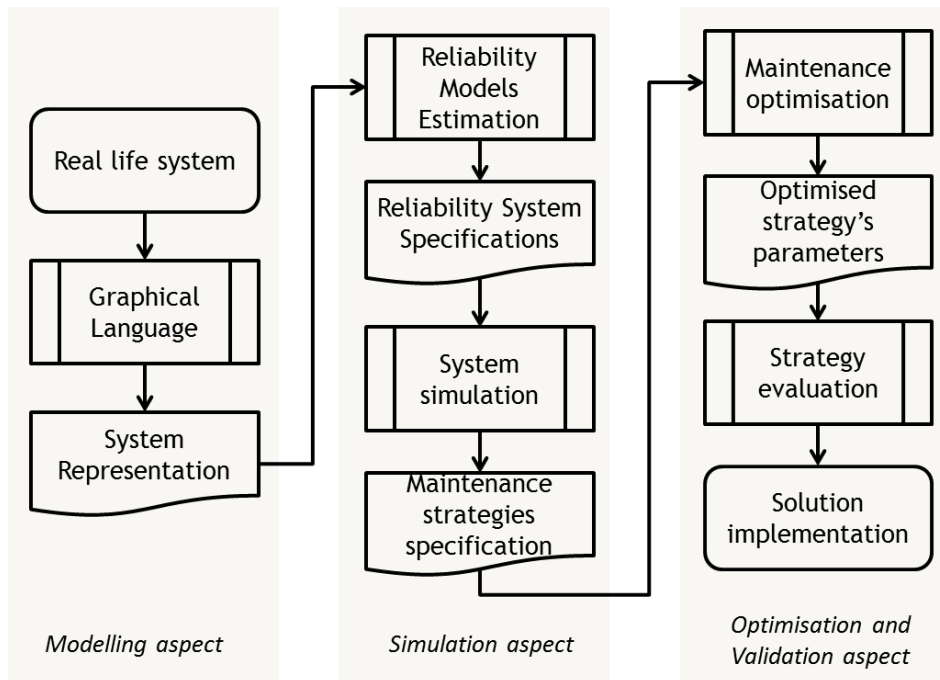 Real life system
Graphical
Language
System
Representation
Modelling aspect
Reliability
Models
Estimation
Reliability System
Specifications
System
simulation
Maintenance
strategies
specification
Simulation aspect
Maintenance
optimisation
Optimised
strategy's
parameters
Strategy
evaluation
Solution
implementation
Optimisation and
Validation aspect